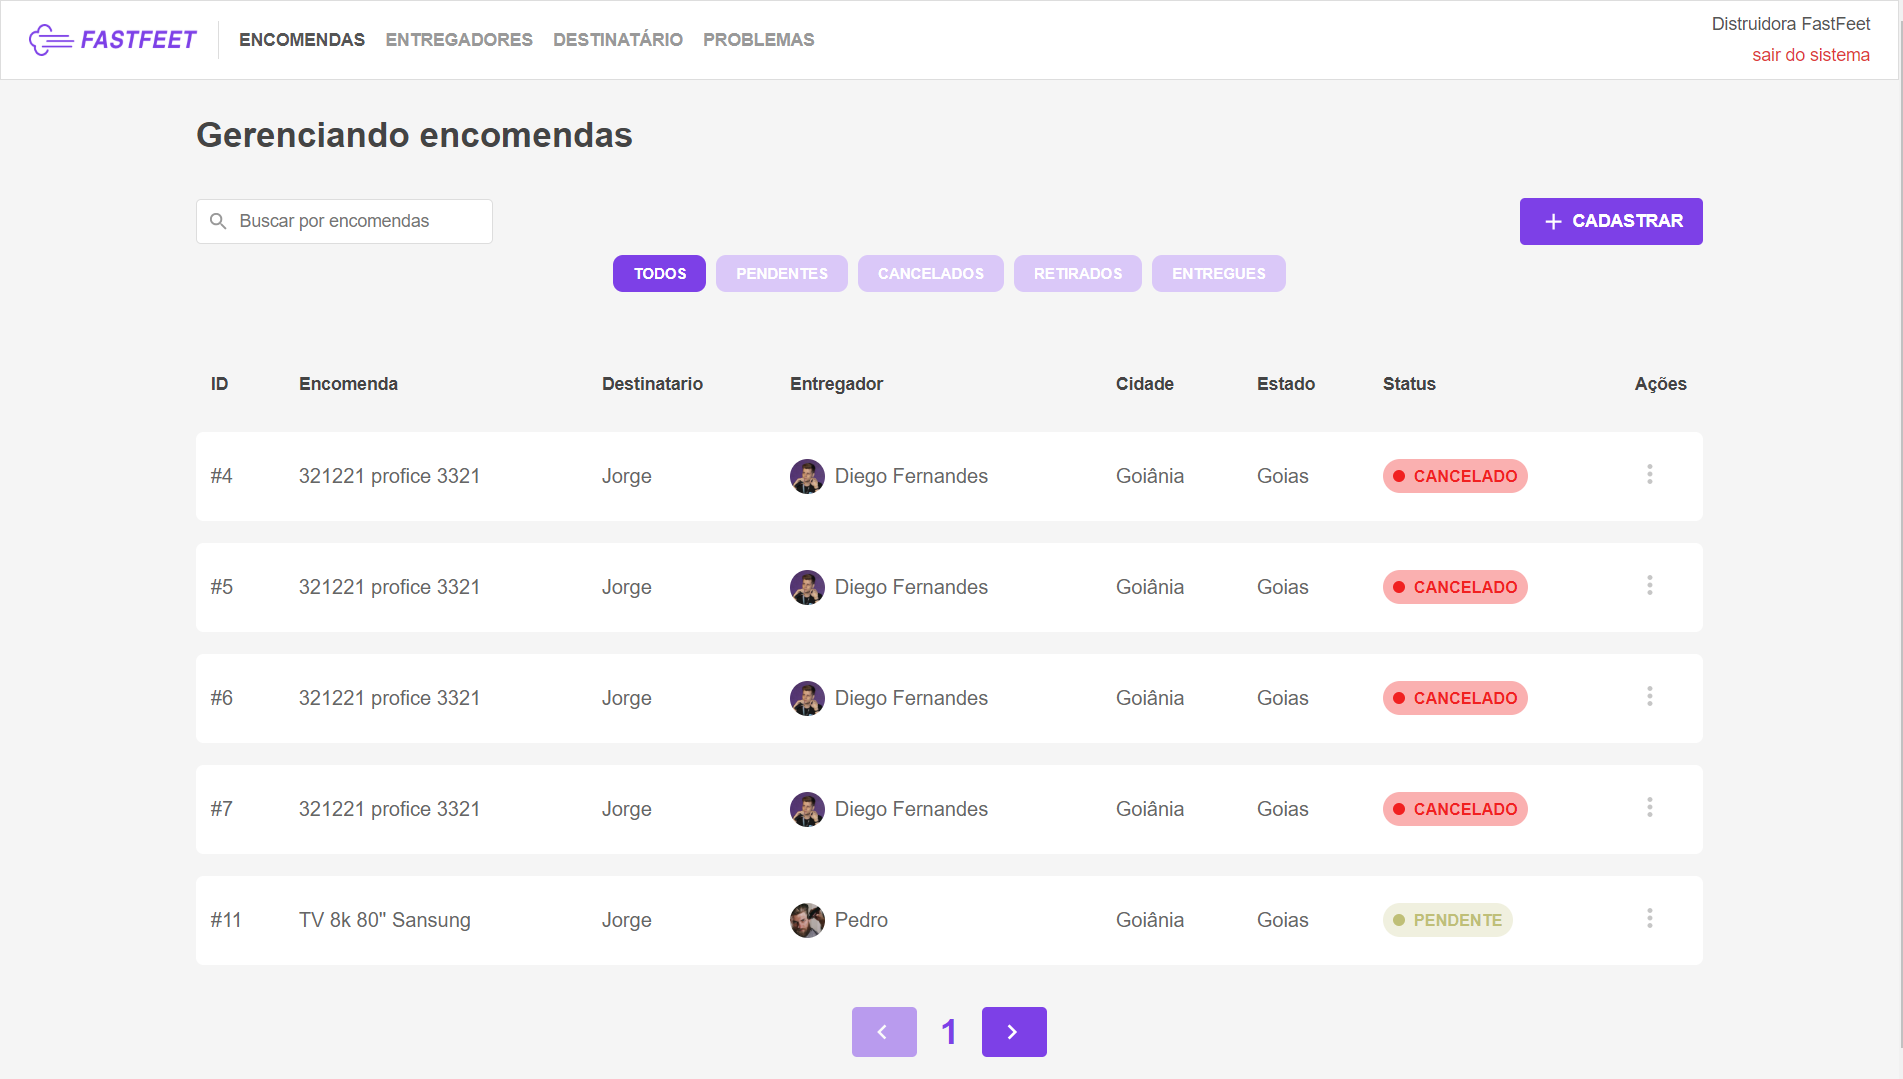 FASTFEET ENCOMENDAS ENTREGADORES DESTINATÁRIO PROBLEMAS
Distruidora FastFeet
sair do sistema
Gerenciando encomendas
Buscar por encomendas
CADASTRAR
TODOS PENDENTES CANCELADOS RETIRADOS ENTREGUES
ID Encomenda Destinatario Entregador Cidade Estado Status Ações
#4 321221 profice 3321 Jorge Diego Fernandes Goiânia Goias CANCELADO
#5 321221 profice 3321 Jorge Diego Fernandes Goiânia Goias CANCELADO
#6 321221 profice 3321 Jorge Diego Fernandes Goiânia Goias CANCELADO
#7 321221 profice 3321 Jorge Diego Fernandes Goiânia Goias CANCELADO
#11 TV 8k 80" Sansung Jorge Pedro Goiânia Goias PENDENTE
1